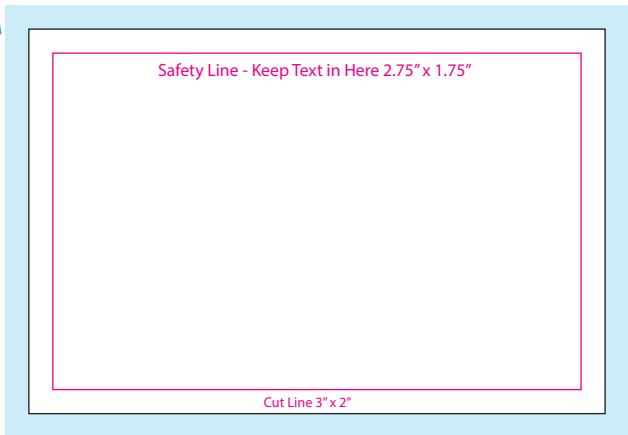 Safety Line - Keep Text in Here 2.75” x 1.75”
Cut Line 3” x 2”